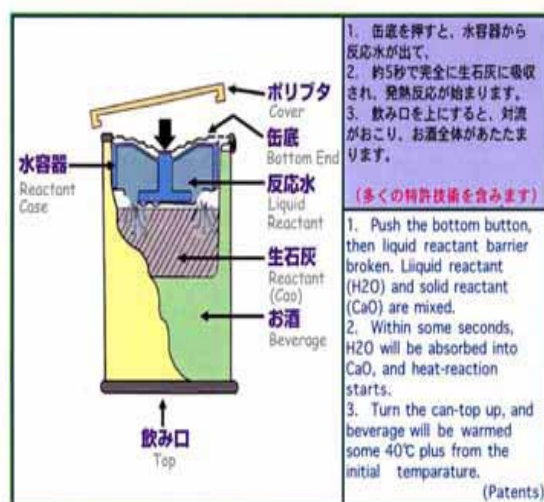 ポリブタ
Cover
缶底
Bottom End
水容器
Reactant
Case
反応水
Liquid
Reactant
生石灰
Reactant
(Cao)
お酒
Beverage
飲み口
Top
1. 缶底を押すと、水容器から
反応水が出て、
2. 約5秒で完全に生石灰に吸収
され、発熱反応が始まります。
3. 飲み口を上にすると、対流
がおこり、お酒全体があたたま
ります。
(多くの特許技術を含みます)
1. Push the bottom button,
then liquid reactant barrier
broken. Liiquid reactant
(H2O) and solid reactant
(CaO) are mixed.
2. Within some seconds,
H2O will be absorbed into
CaO, and heat-reaction
starts.
3. Turn the can-top up, and
beverage will be warmed
some 40℃ plus from the
initial temparature.
(Patents)